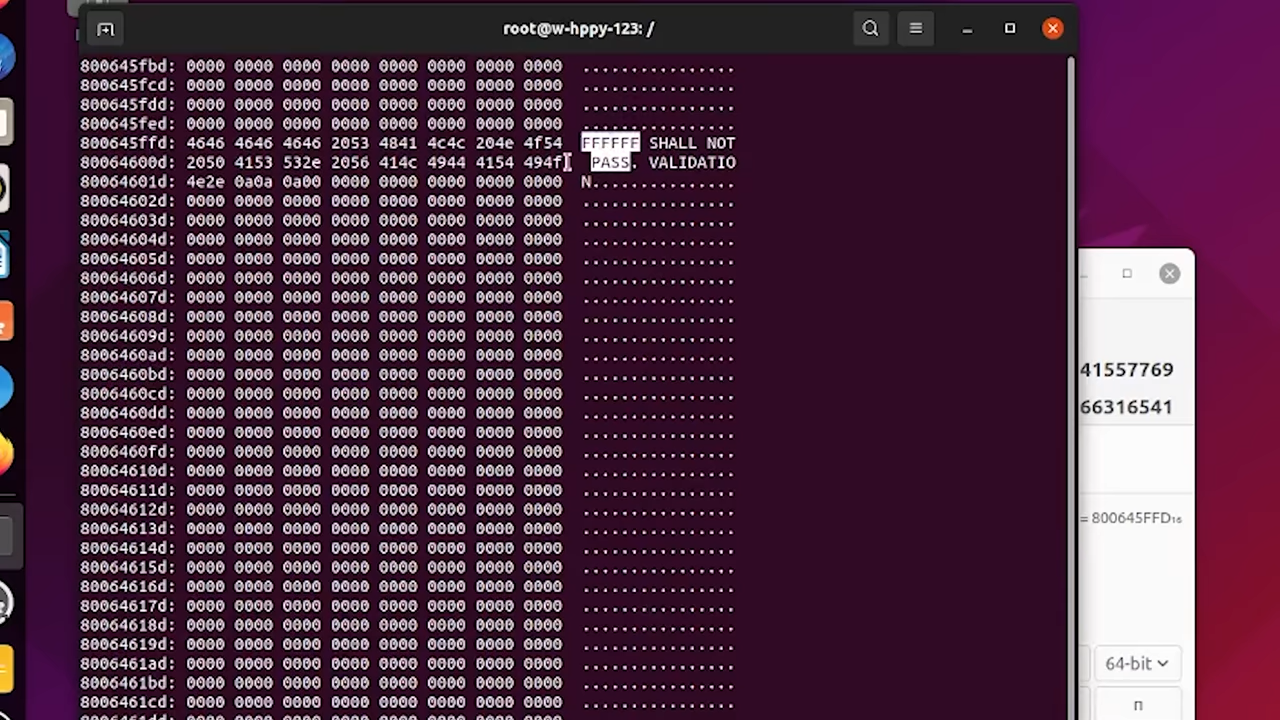 root@w-hppy-123: /
800645fbd: 0000 0000 0000 0000 0000 0000 0000 0000 ................
800645fcd: 0000 0000 0000 0000 0000 0000 0000 0000 ................
800645fdd: 0000 0000 0000 0000 0000 0000 0000 0000 ................
800645fed: 0000 0000 0000 0000 0000 0000 0000 0000 ................
800645ffd: 4646 4646 4646 2053 4841 4c4c 204e 4f54 FFFFFF SHALL NOT
80064600d: 2050 4153 532e 2056 414c 4944 4154 494f PASS. VALIDATIO
80064601d: 4e2e 0a0a 0a00 0000 0000 0000 0000 0000 N...............
80064602d: 0000 0000 0000 0000 0000 0000 0000 0000 ................
80064603d: 0000 0000 0000 0000 0000 0000 0000 0000 ................
80064604d: 0000 0000 0000 0000 0000 0000 0000 0000 ................
80064605d: 0000 0000 0000 0000 0000 0000 0000 0000 ................
80064606d: 0000 0000 0000 0000 0000 0000 0000 0000 ................
80064607d: 0000 0000 0000 0000 0000 0000 0000 0000 ................
80064608d: 0000 0000 0000 0000 0000 0000 0000 0000 ................
80064609d: 0000 0000 0000 0000 0000 0000 0000 0000 ................
8006460ad: 0000 0000 0000 0000 0000 0000 0000 0000 ................
8006460bd: 0000 0000 0000 0000 0000 0000 0000 0000 ................
8006460cd: 0000 0000 0000 0000 0000 0000 0000 0000 ................
8006460dd: 0000 0000 0000 0000 0000 0000 0000 0000 ................
8006460ed: 0000 0000 0000 0000 0000 0000 0000 0000 ................
8006460fd: 0000 0000 0000 0000 0000 0000 0000 0000 ................
80064610d: 0000 0000 0000 0000 0000 0000 0000 0000 ................
80064611d: 0000 0000 0000 0000 0000 0000 0000 0000 ................
80064612d: 0000 0000 0000 0000 0000 0000 0000 0000 ................
80064613d: 0000 0000 0000 0000 0000 0000 0000 0000 ................
80064614d: 0000 0000 0000 0000 0000 0000 0000 0000 ................
80064615d: 0000 0000 0000 0000 0000 0000 0000 0000 ................
80064616d: 0000 0000 0000 0000 0000 0000 0000 0000 ................
80064617d: 0000 0000 0000 0000 0000 0000 0000 0000 ................
80064618d: 0000 0000 0000 0000 0000 0000 0000 0000 ................
80064619d: 0000 0000 0000 0000 0000 0000 0000 0000 ................
8006461ad: 0000 0000 0000 0000 0000 0000 0000 0000 ................
8006461bd: 0000 0000 0000 0000 0000 0000 0000 0000 ................
8006461cd: 0000 0000 0000 0000 0000 0000 0000 0000 ................
41557769
66316541
= 800645FFD₁₆
64-bit
π